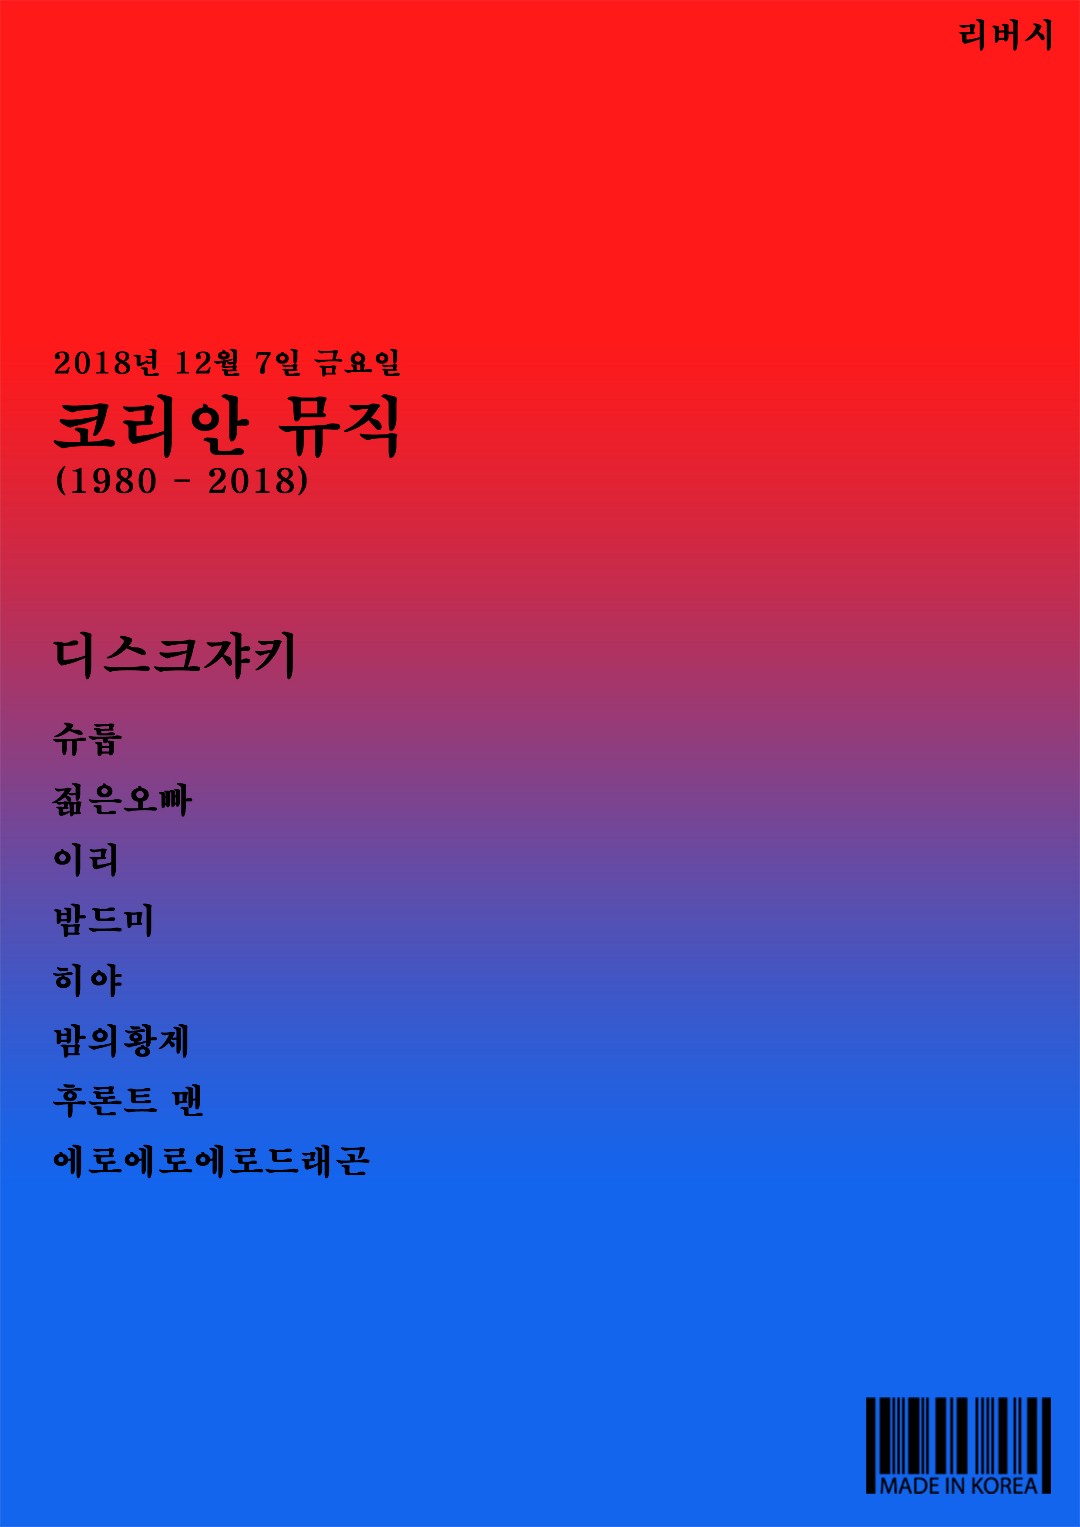 리버시
2018년 12월 7일 금요일
코리안 뮤직
(1980 - 2018)
디스크쟈키
슈룹
젊은오빠
이리
밤드미
히야
밤의황제
후론트 맨
에로에로에로드래곤
MADE IN KOREA